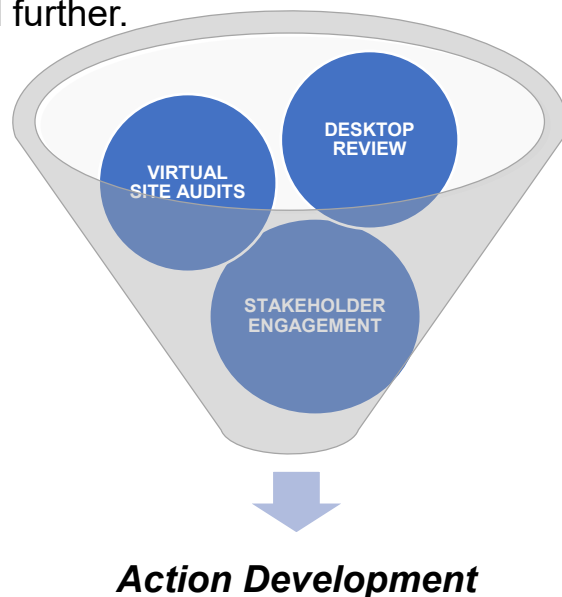 further.
DESKTOP
REVIEW
VIRTUAL
SITE AUDITS
STAKEHOLDER
ENGAGEMENT
Action Development